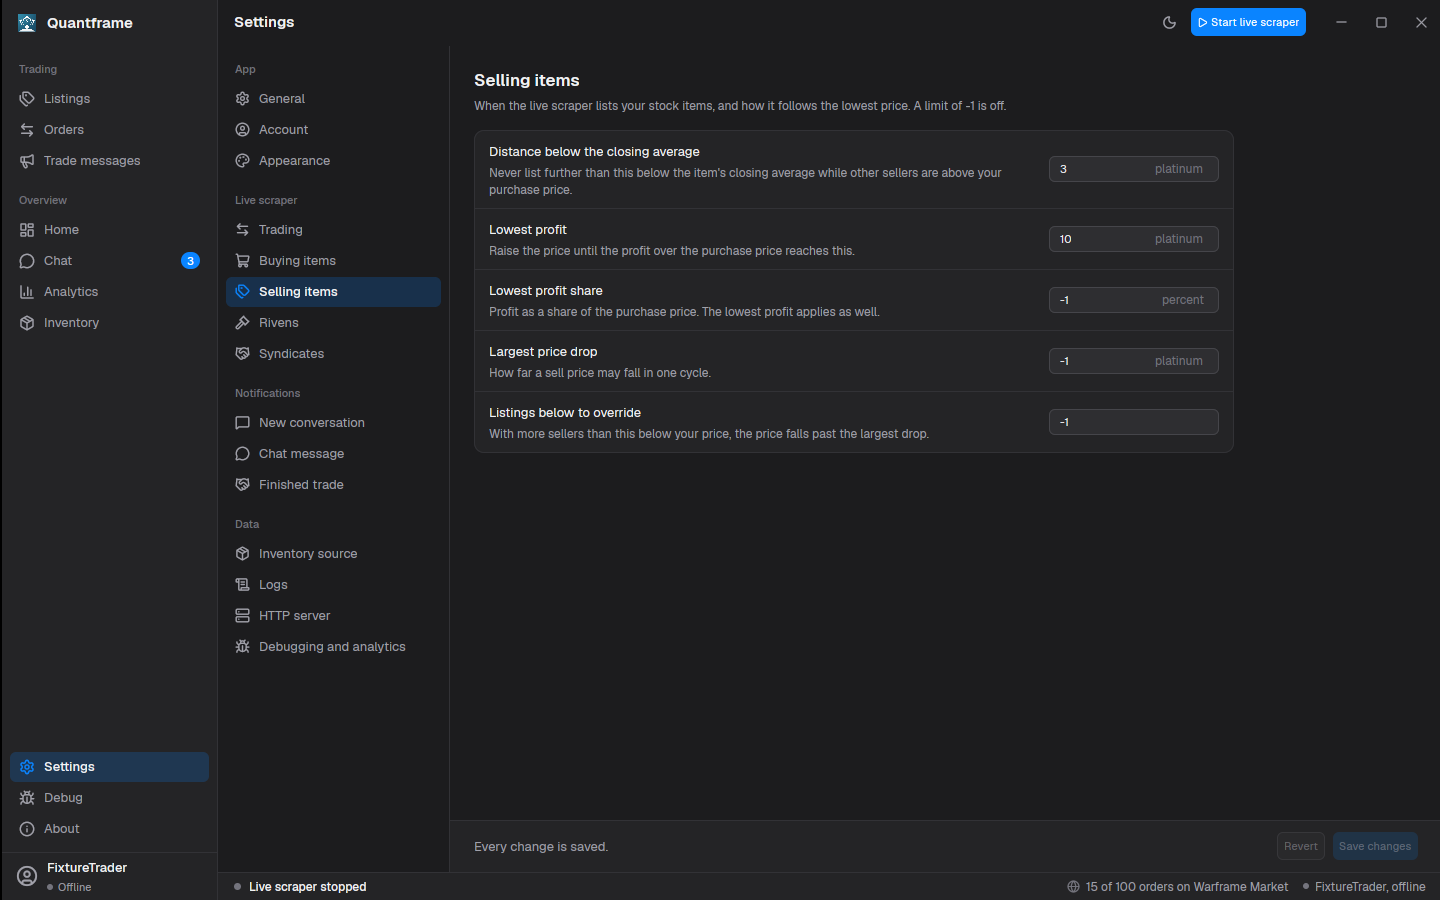 Quantframe
Settings
Start live scraper
Trading
Listings
Orders
Trade messages
Overview
Home
Chat
3
Analytics
Inventory
Settings
Debug
About
FixtureTrader
Offline
App
General
Account
Appearance
Live scraper
Trading
Buying items
Selling items
Rivens
Syndicates
Notifications
New conversation
Chat message
Finished trade
Data
Inventory source
Logs
HTTP server
Debugging and analytics
Selling items
When the live scraper lists your stock items, and how it follows the lowest price. A limit of -1 is off.
Distance below the closing average
Never list further than this below the item's closing average while other sellers are above your
purchase price.
3 platinum
Lowest profit
Raise the price until the profit over the purchase price reaches this.
10 platinum
Lowest profit share
Profit as a share of the purchase price. The lowest profit applies as well.
-1 percent
Largest price drop
How far a sell price may fall in one cycle.
-1 platinum
Listings below to override
With more sellers than this below your price, the price falls past the largest drop.
-1
Every change is saved.
Revert
Save changes
Live scraper stopped
15 of 100 orders on Warframe Market
FixtureTrader, offline